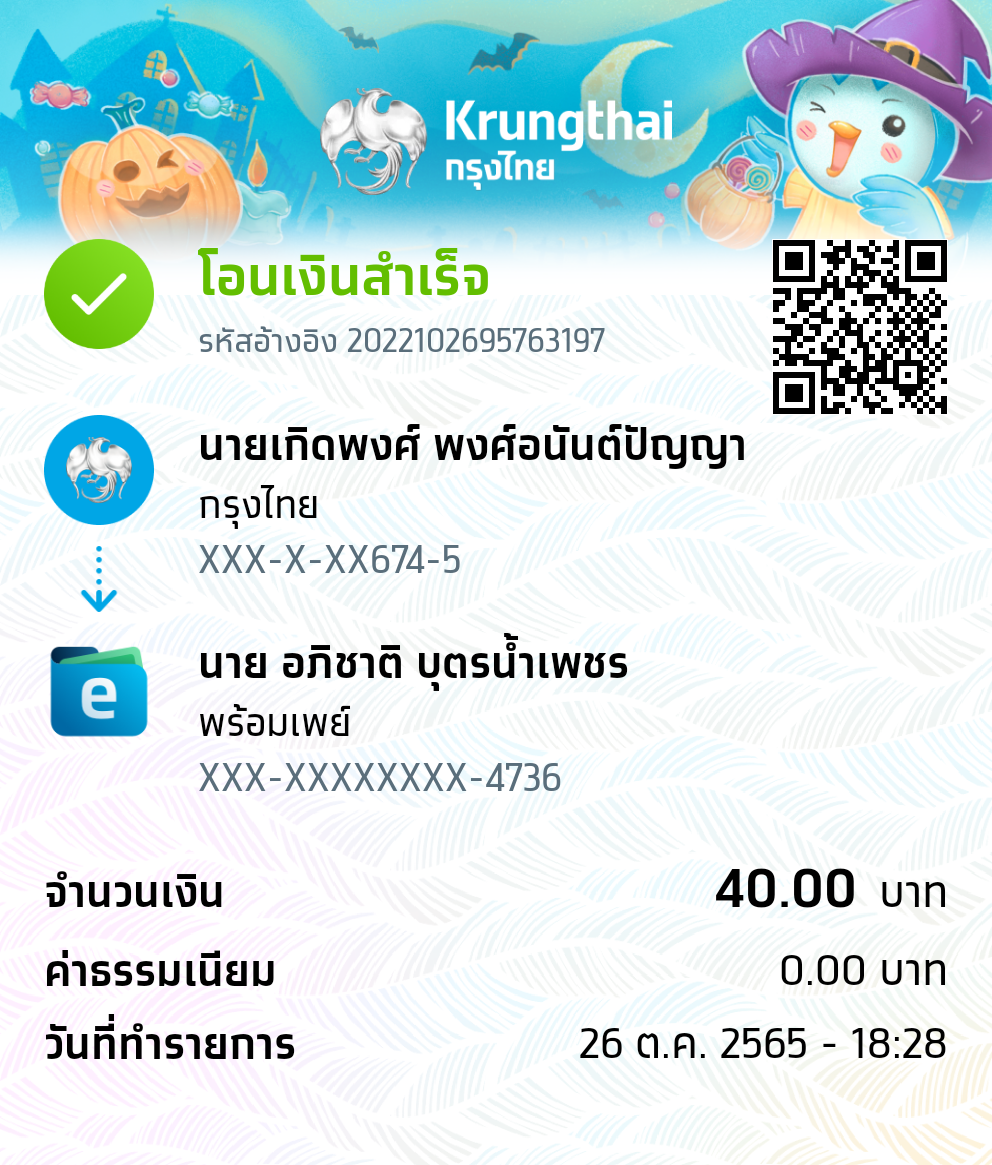 Krungthai
กรุงไทย
โอนเงินสำเร็จ
รหัสอ้างอิง 2022102695763197
นายเกิดพงศ์ พงศ์อนันต์ปัญญา
กรุงไทย
XXX-X-XX674-5
e
นาย อภิชาติ บุตรน้ำเพชร
พร้อมเพย์
XXX-XXXXXXXX-4736
จำนวนเงิน 40.00 บาท
ค่าธรรมเนียม 0.00 บาท
วันที่ทำรายการ 26 ต.ค. 2565 - 18:28